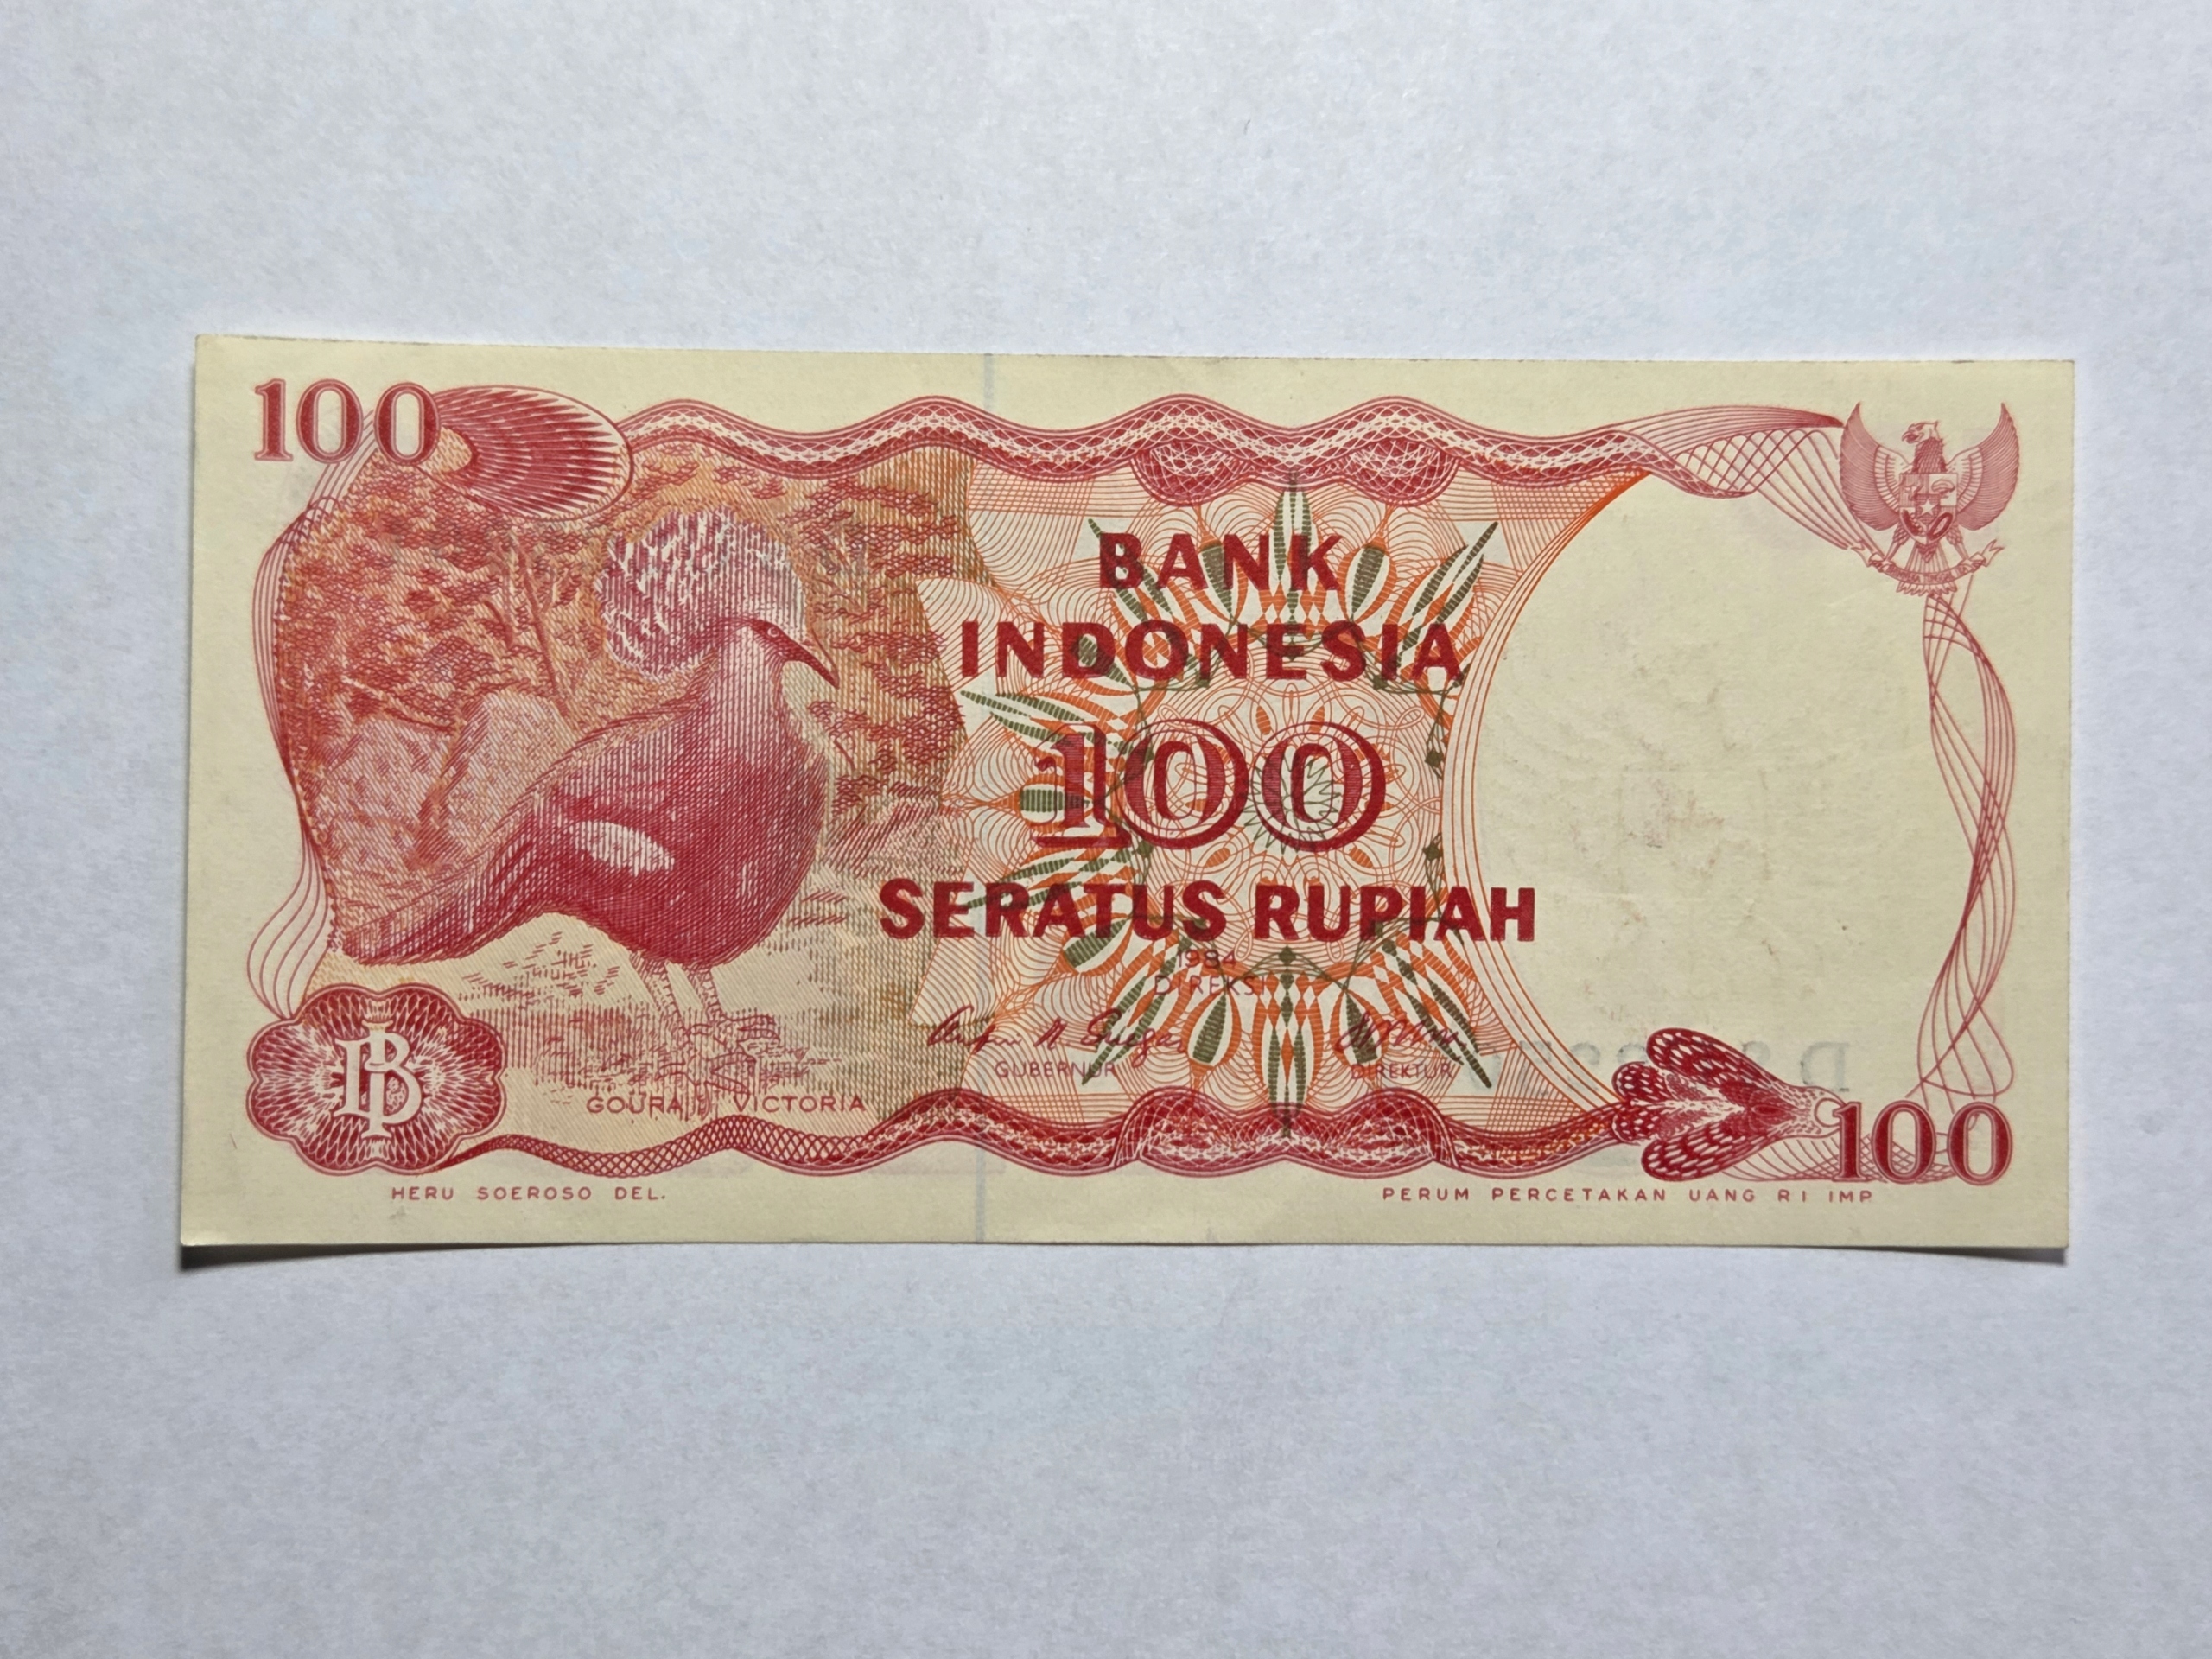 100
BANK
INDONESIA
100
SERATUS RUPIAH
1984
DIREKSI
GUBERNUR
DIREKTUR
GOURA VICTORIA
BI
100
HERU SOEROSO DEL.
PERUM PERCETAKAN UANG RI IMP